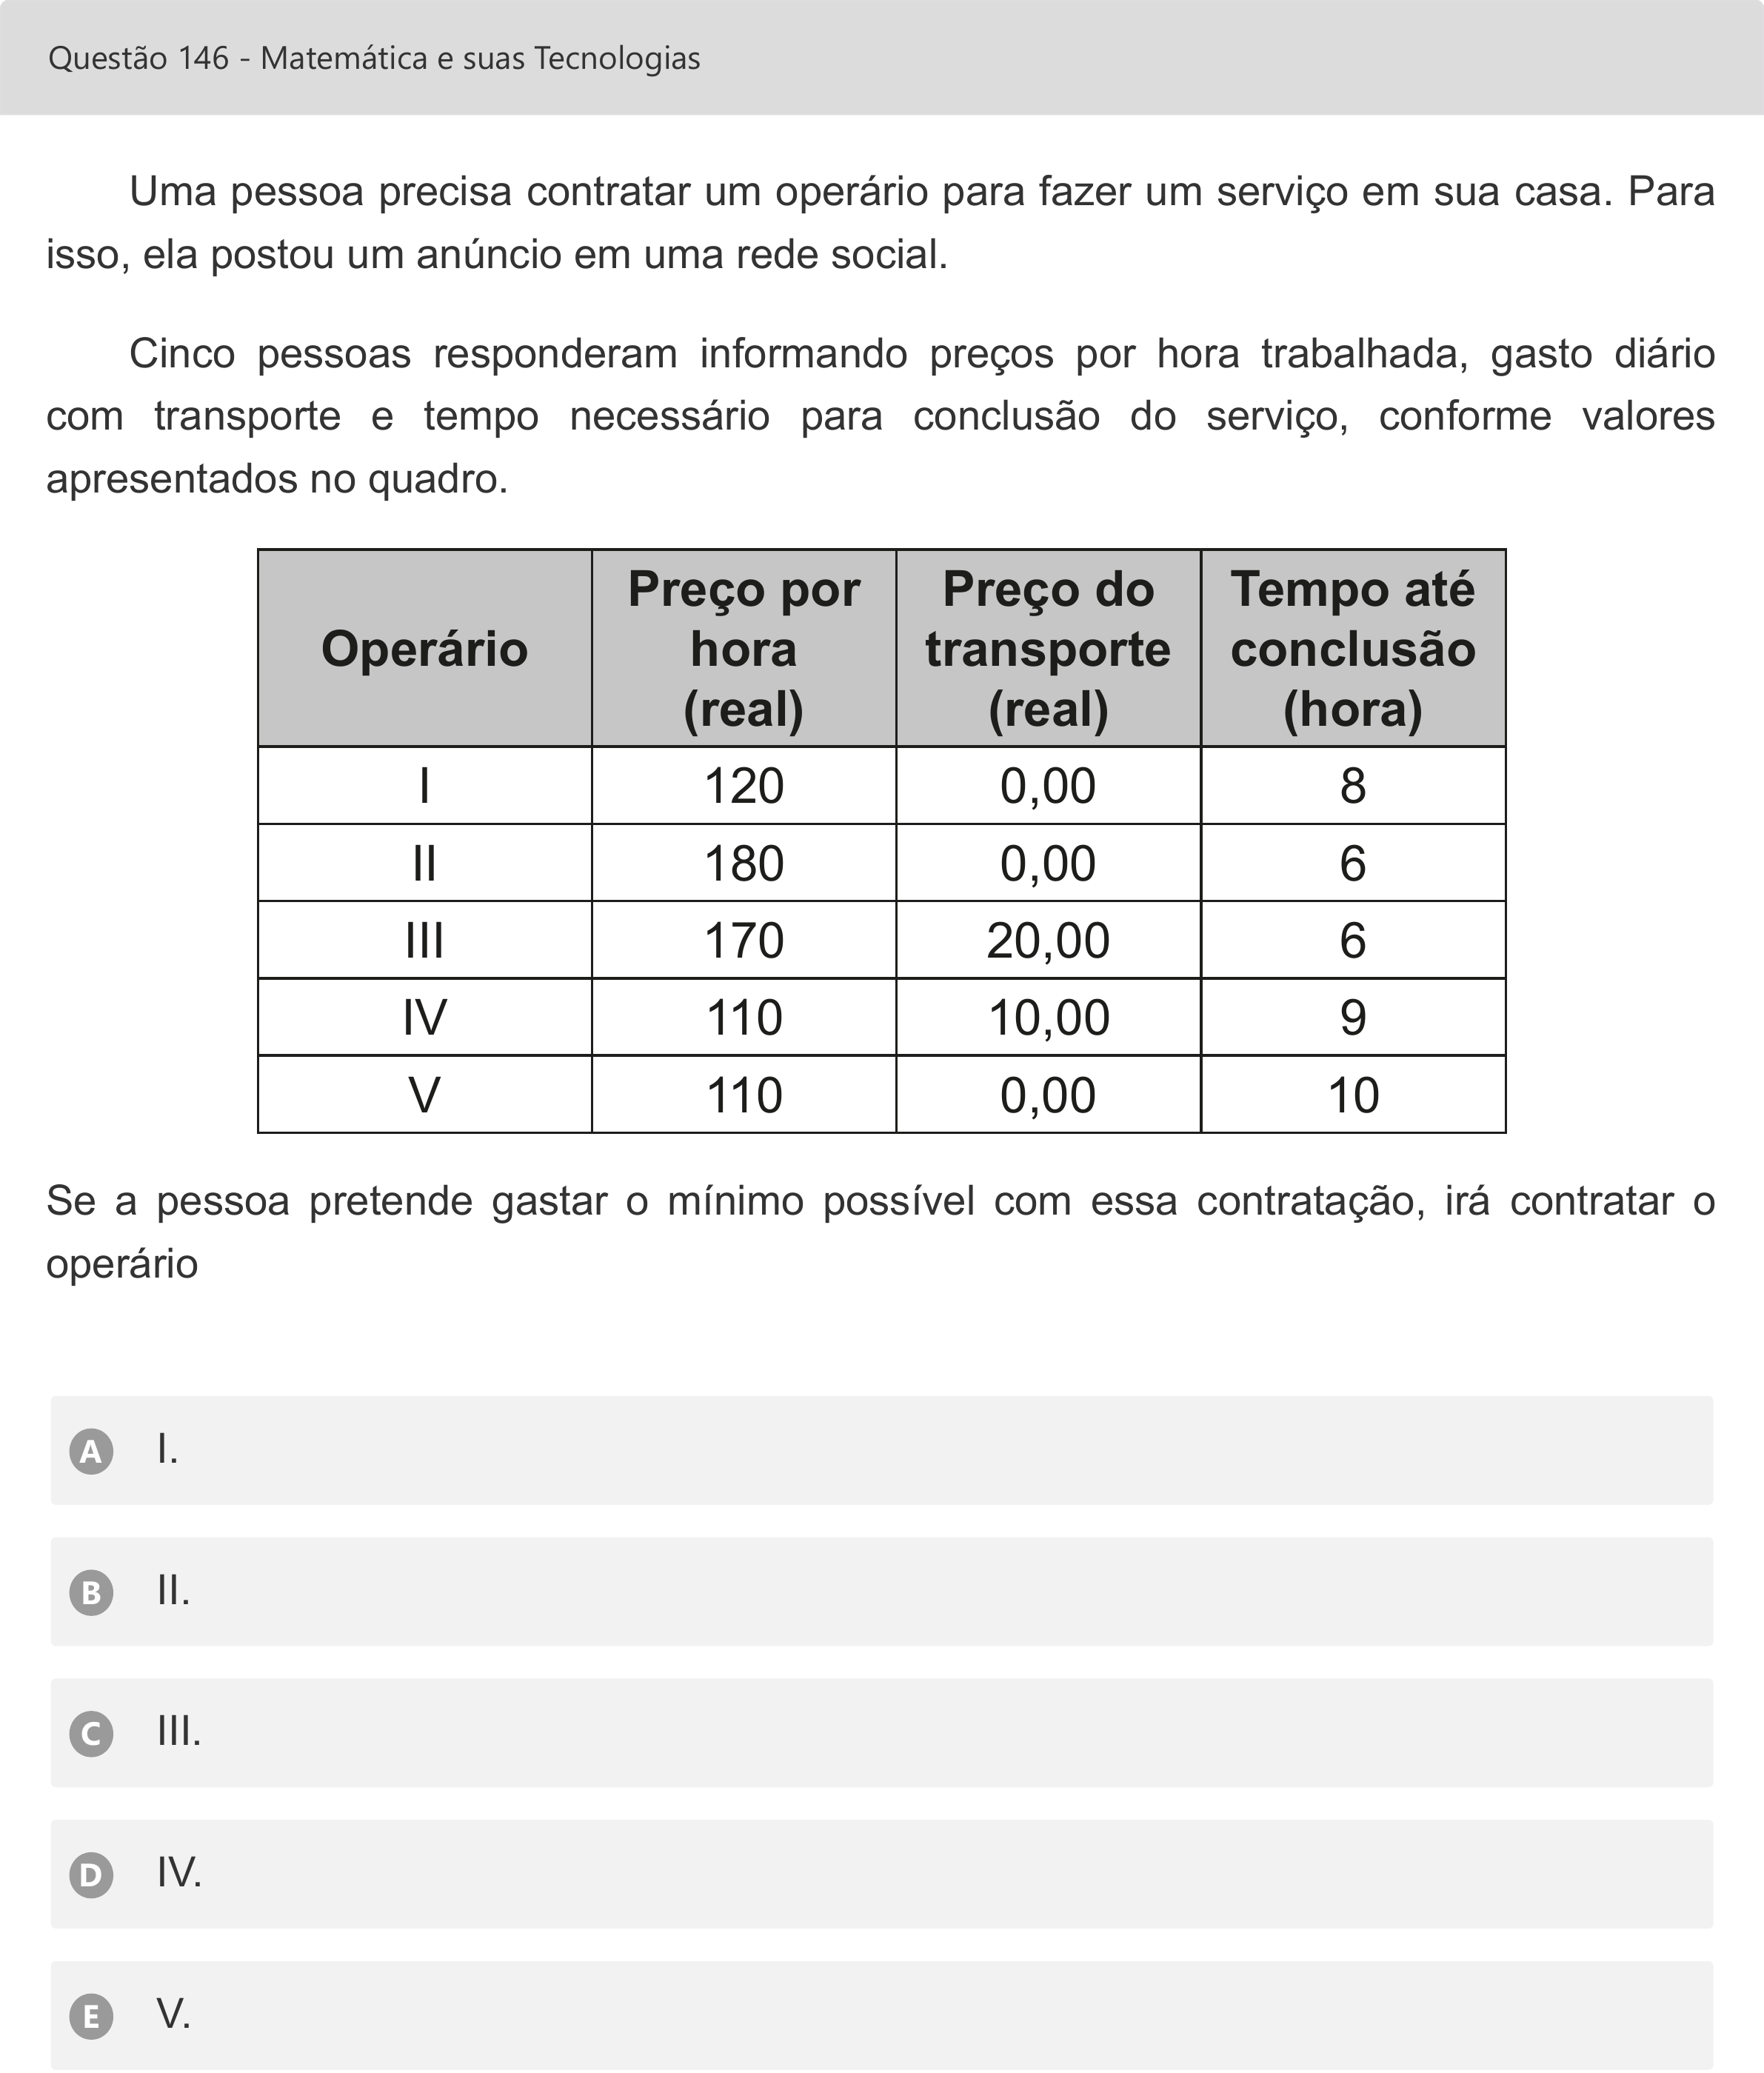 Questão 146 - Matemática e suas Tecnologias
Uma pessoa precisa contratar um operário para fazer um serviço em sua casa. Para
isso, ela postou um anúncio em uma rede social.
Cinco pessoas responderam informando preços por hora trabalhada, gasto diário
com transporte e tempo necessário para conclusão do serviço, conforme valores
apresentados no quadro.
Operário | Preço por hora (real) | Preço do transporte (real) | Tempo até conclusão (hora)
I | 120 | 0,00 | 8
II | 180 | 0,00 | 6
III | 170 | 20,00 | 6
IV | 110 | 10,00 | 9
V | 110 | 0,00 | 10
Se a pessoa pretende gastar o mínimo possível com essa contratação, irá contratar o
operário
A I.
B II.
C III.
D IV.
E V.